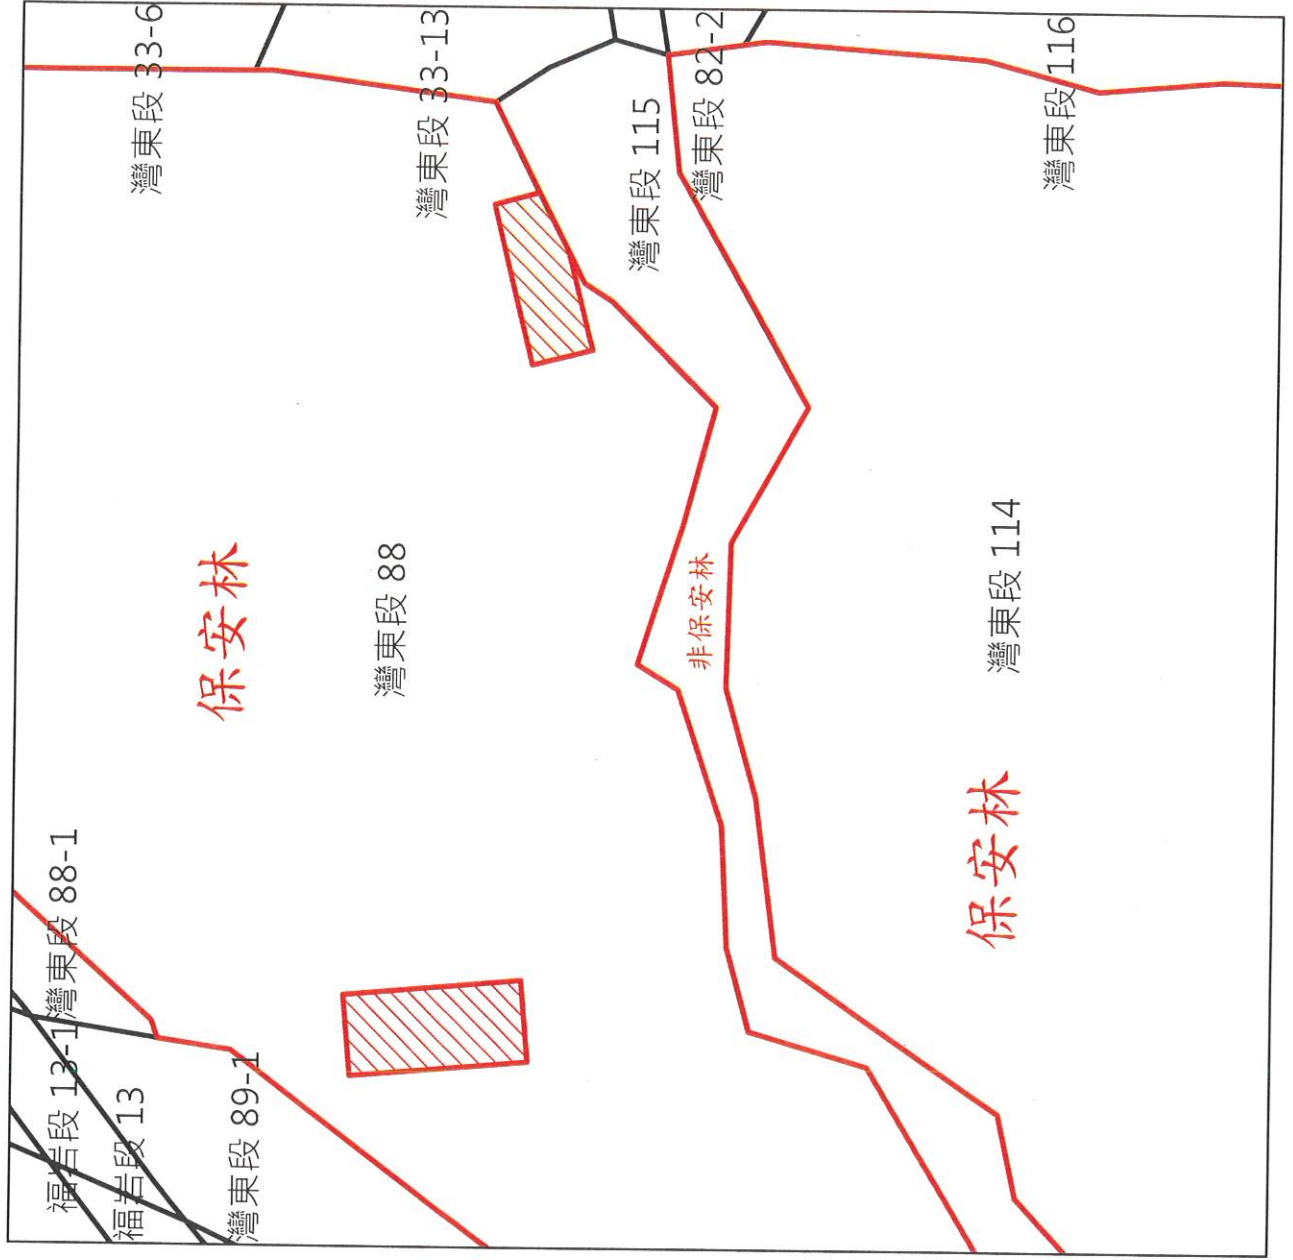 灣東段 33-6
灣東段 33-13
灣東段 115
灣東段 82-2
灣東段 116
保安林
灣東段 88
非保安林
灣東段 114
保安林
灣東段 88-1
福岩段 13-1
福岩段 13
灣東段 89-1